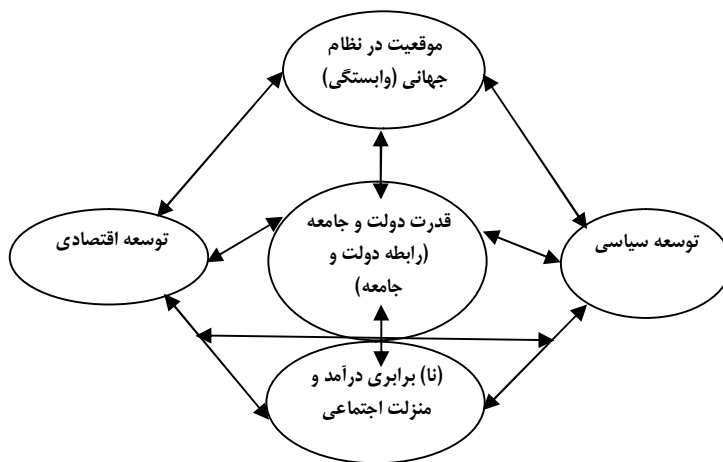 موقعیت در نظام
جهانی (وابستگی)
توسعه سیاسی
قدرت دولت و جامعه
(رابطه دولت و
جامعه)
توسعه اقتصادی
(نا) برابری درآمد و
منزلت اجتماعی